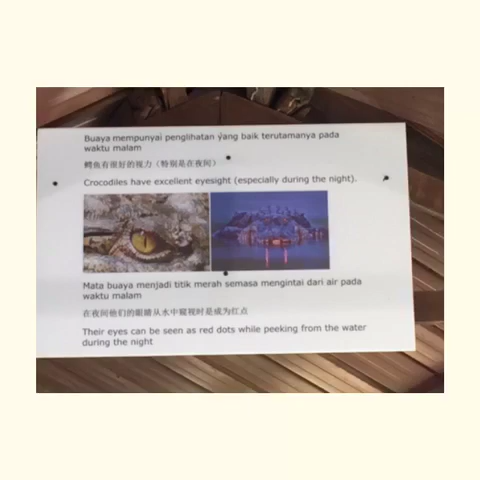 Buaya mempunyai penglihatan yang baik terutamanya pada
waktu malam
鳄鱼有很好的视力（特别是在夜间）
Crocodiles have excellent eyesight (especially during the night).
Mata buaya menjadi titik merah semasa mengintai dari air pada
waktu malam
在夜间他们的眼睛从水中窥视时是成为红点
Their eyes can be seen as red dots while peeking from the water
during the night